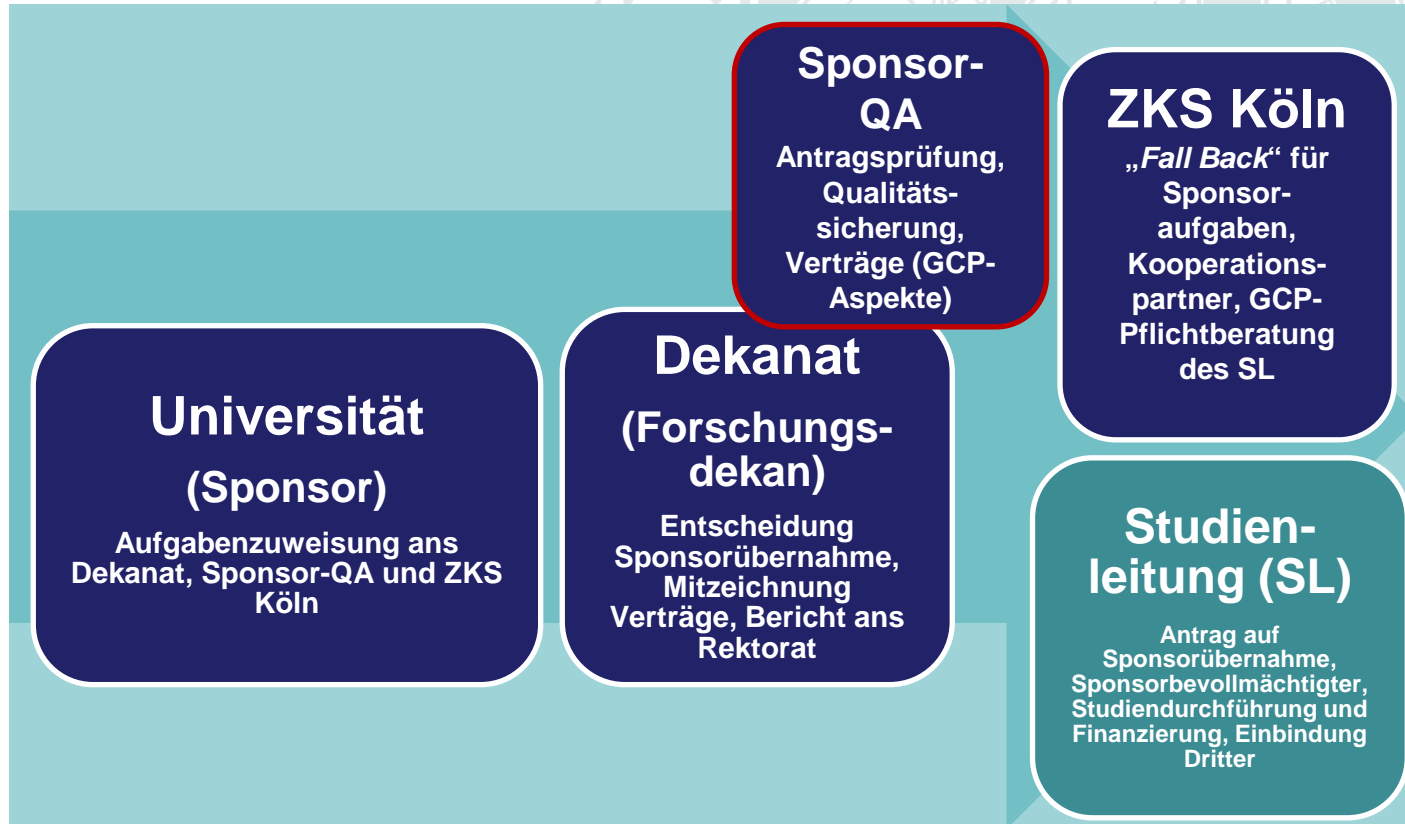 Universität
(Sponsor)
Aufgabenzuweisung ans
Dekanat, Sponsor-QA und ZKS
Köln
Dekanat
(Forschungs-
dekan)
Entscheidung
Sponsorübernahme,
Mitzeichnung
Verträge, Bericht ans
Rektorat
Sponsor-
QA
Antragsprüfung,
Qualitäts-
sicherung,
Verträge (GCP-
Aspekte)
ZKS Köln
„Fall Back“ für
Sponsor-
aufgaben,
Kooperations-
partner, GCP-
Pflichtberatung
des SL
Studien-
leitung (SL)
Antrag auf
Sponsorübernahme,
Sponsorbevollmächtigter,
Studiendurchführung und
Finanzierung, Einbindung
Dritter